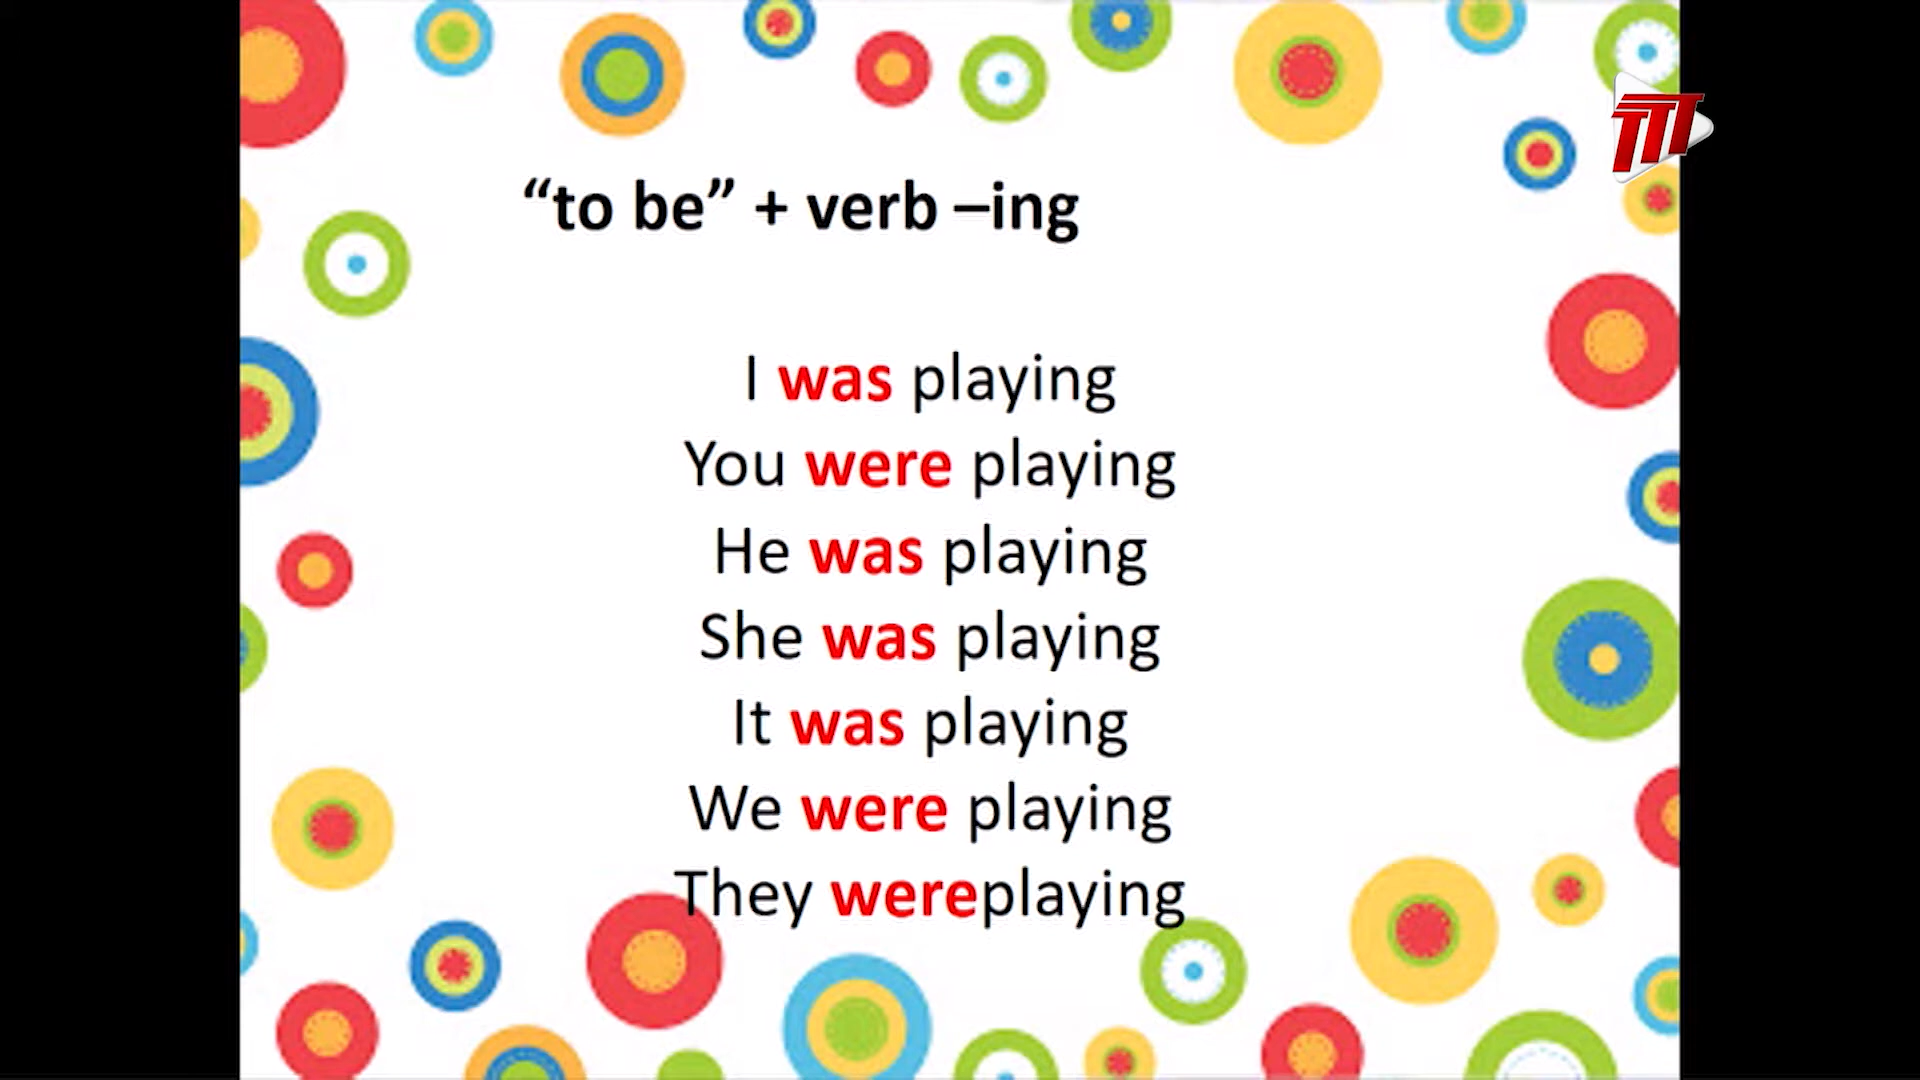 TTT
“to be” + verb –ing
I was playing
You were playing
He was playing
She was playing
It was playing
We were playing
They wereplaying